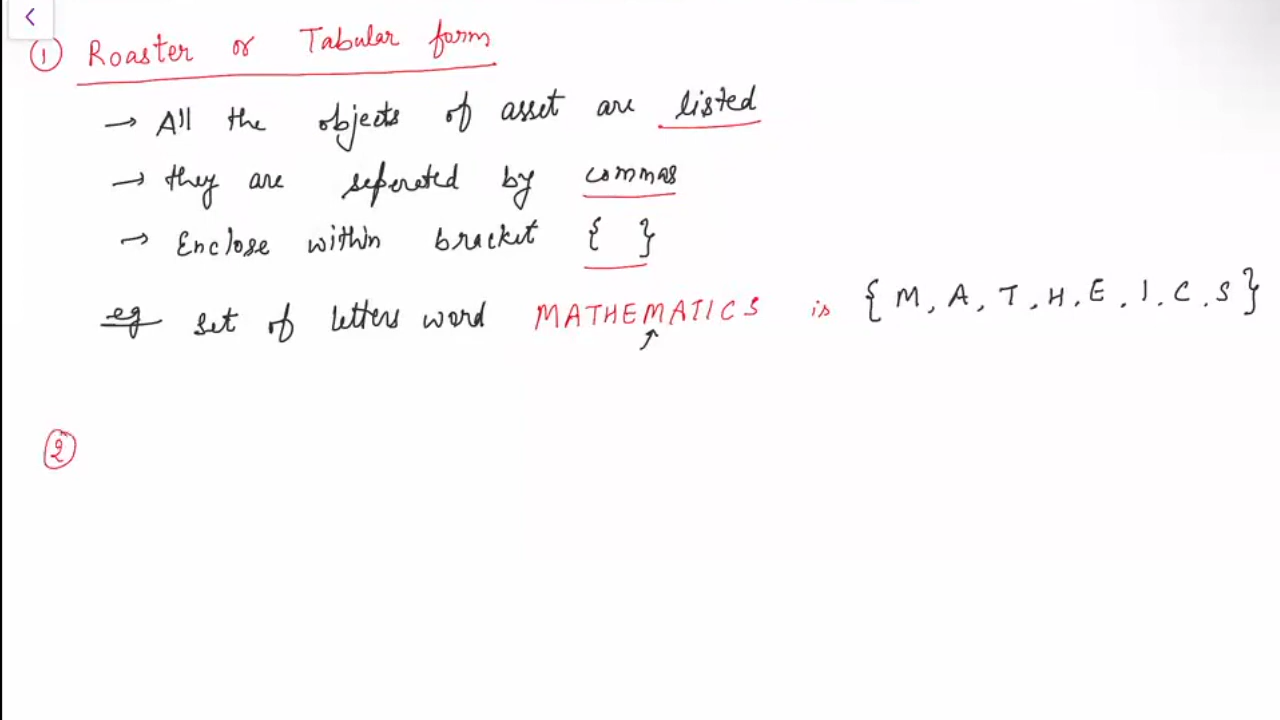 ① Roaster or Tabular form
→ All the objects of asset are listed
→ they are seperated by commas
→ Enclose within bracket { }
eg set of letters word MATHEMATICS is { M, A, T, H, E, I, C, S }
②